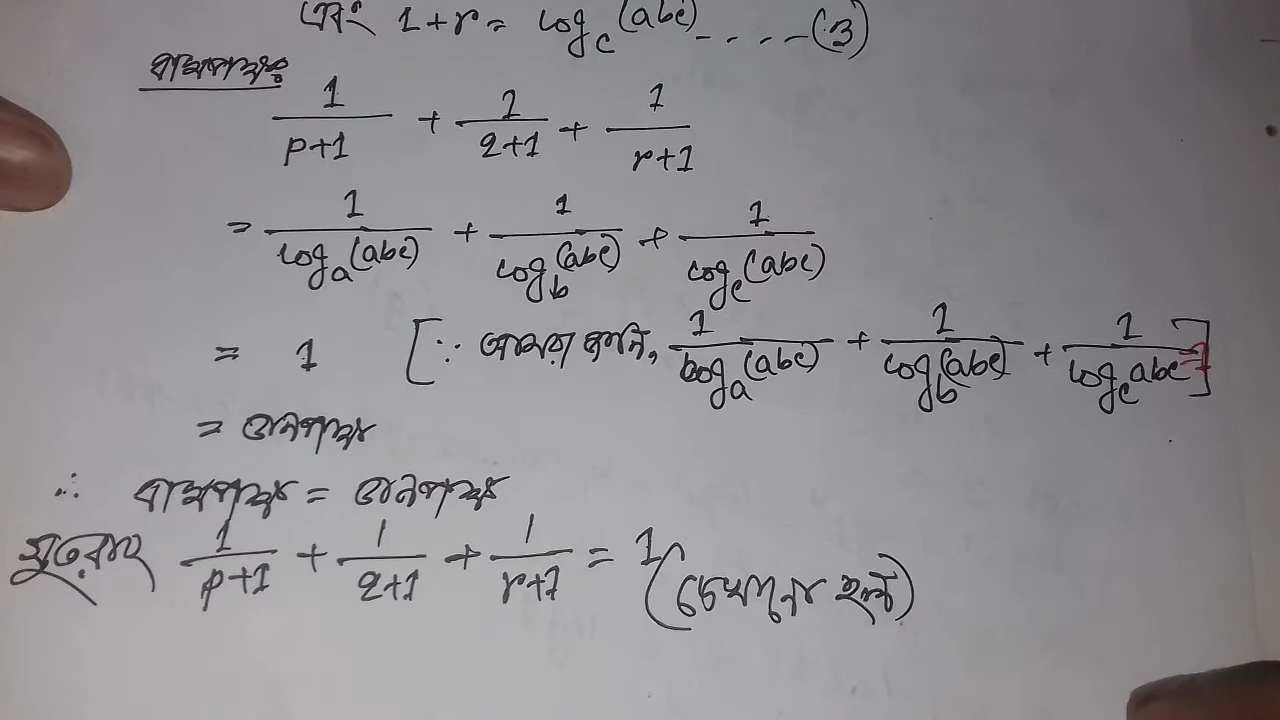 এবং 1+r = log_c (abc) ....(3)
বামপক্ষঃ
1/(p+1) + 1/(q+1) + 1/(r+1)
= 1/log_a (abc) + 1/log_b (abc) + 1/log_c (abc)
= 1 [∵ আমরা জানি, 1/log_a (abc) + 1/log_b (abc) + 1/log_c abc = 1]
= ডানপক্ষ
∴ বামপক্ষ = ডানপক্ষ
সুতরাং 1/(p+1) + 1/(q+1) + 1/(r+1) = 1 (দেখানো হল)